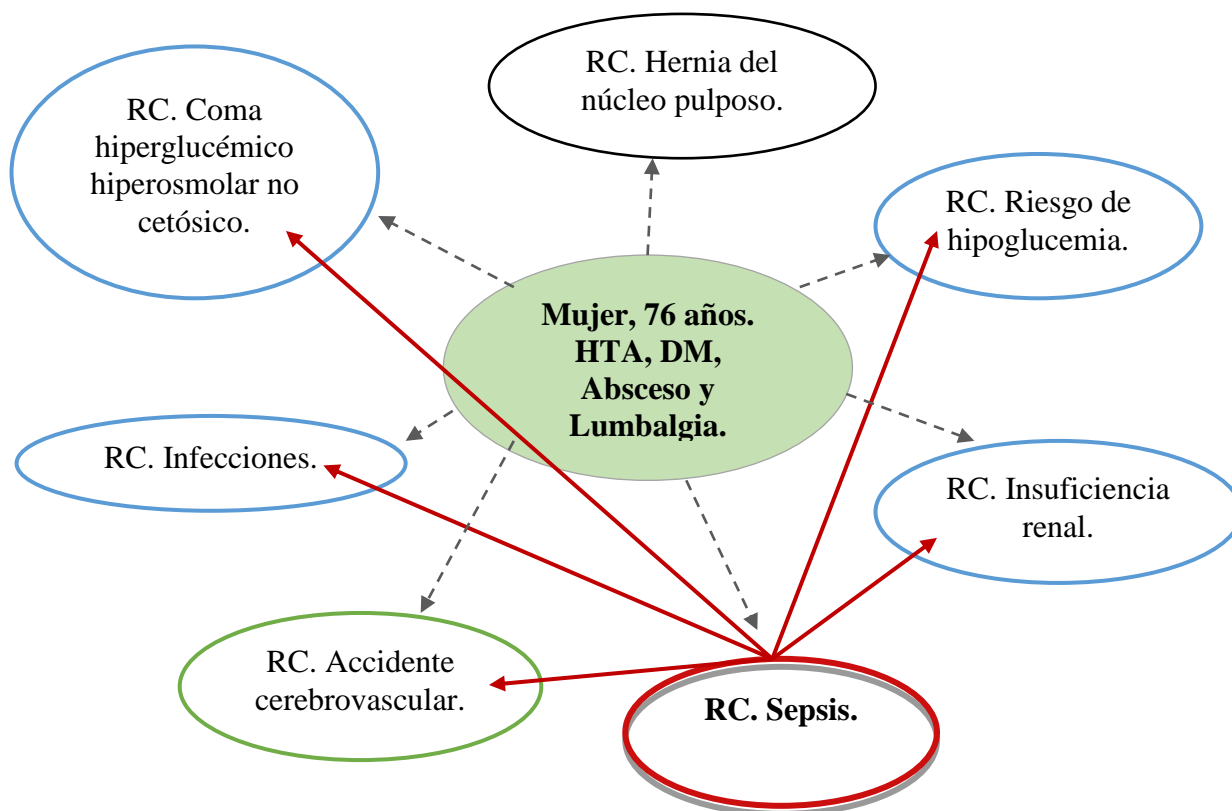 RC. Hernia del
núcleo pulposo.
RC. Coma
hiperglucémico
hiperosmolar no
cetósico.
RC. Riesgo de
hipoglucemia.
Mujer, 76 años.
HTA, DM,
Absceso y
Lumbalgia.
RC. Infecciones.
RC. Insuficiencia
renal.
RC. Accidente
cerebrovascular.
RC. Sepsis.